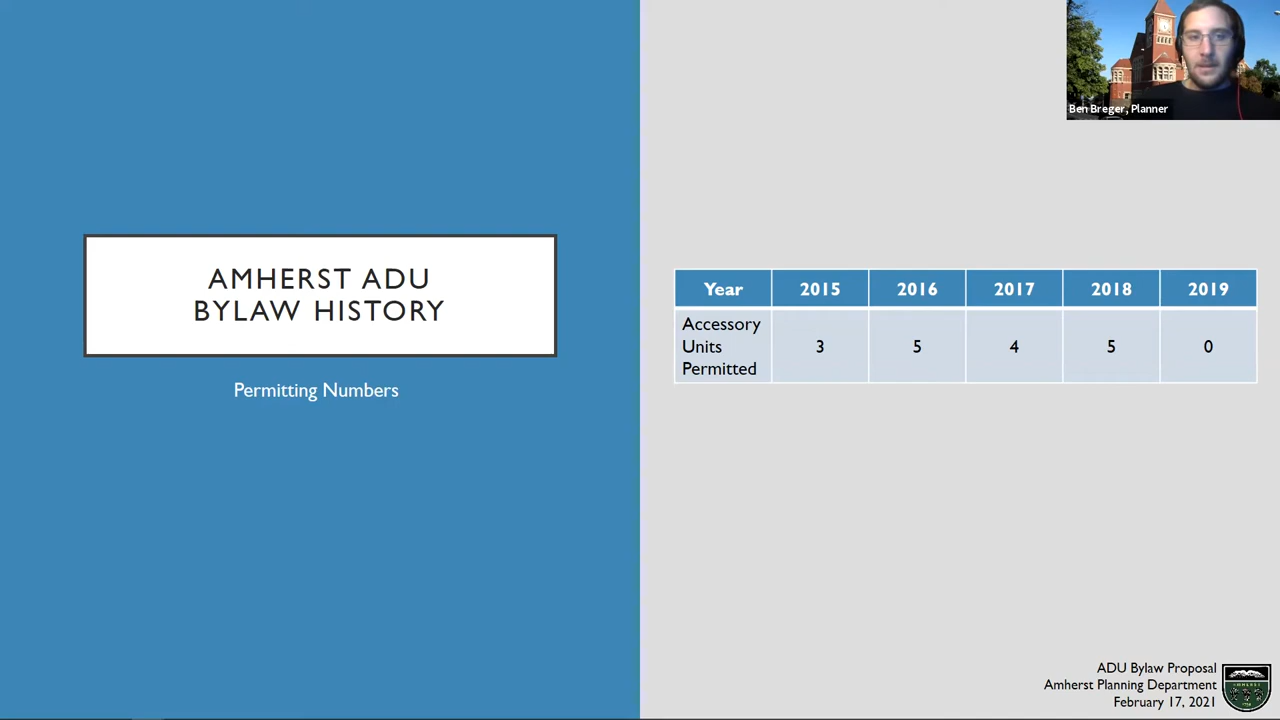 Ben Breger, Planner
AMHERST ADU
BYLAW HISTORY
Permitting Numbers
Year 2015 2016 2017 2018 2019
Accessory
Units
Permitted
3 5 4 5 0
ADU Bylaw Proposal
Amherst Planning Department
February 17, 2021
AMHERST